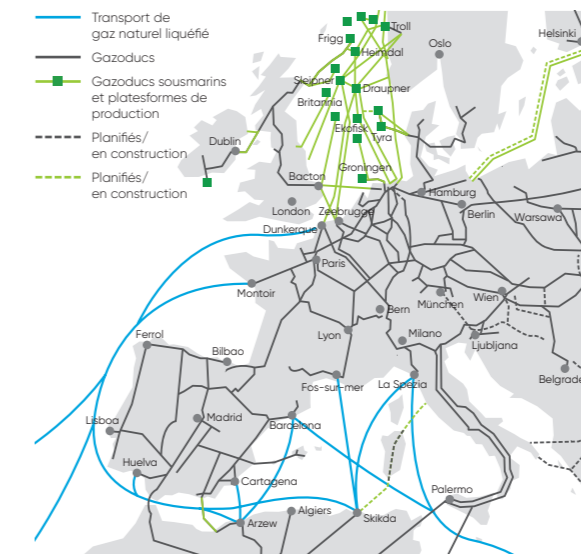 Transport de
gaz naturel liquéfié
Gazoducs
Gazoducs sousmarins
et platesformes de
production
Planifiés/
en construction
Planifiés/
en construction
Troll
Frigg
Heimdal
Oslo
Helsinki
Sleipner
Draupner
Britannia
Ekofisk
Tyra
Dublin
Groningen
Bacton
Hamburg
London
Zeebrugge
Berlin
Warsawa
Dunkerque
Paris
Montoir
Bern
München
Wien
Ferrol
Lyon
Milano
Ljubljana
Bilbao
Fos-sur-mer
La Spezia
Belgrade
Lisboa
Madrid
Barcelona
Huelva
Cartagena
Palermo
Arzew
Algiers
Skikda